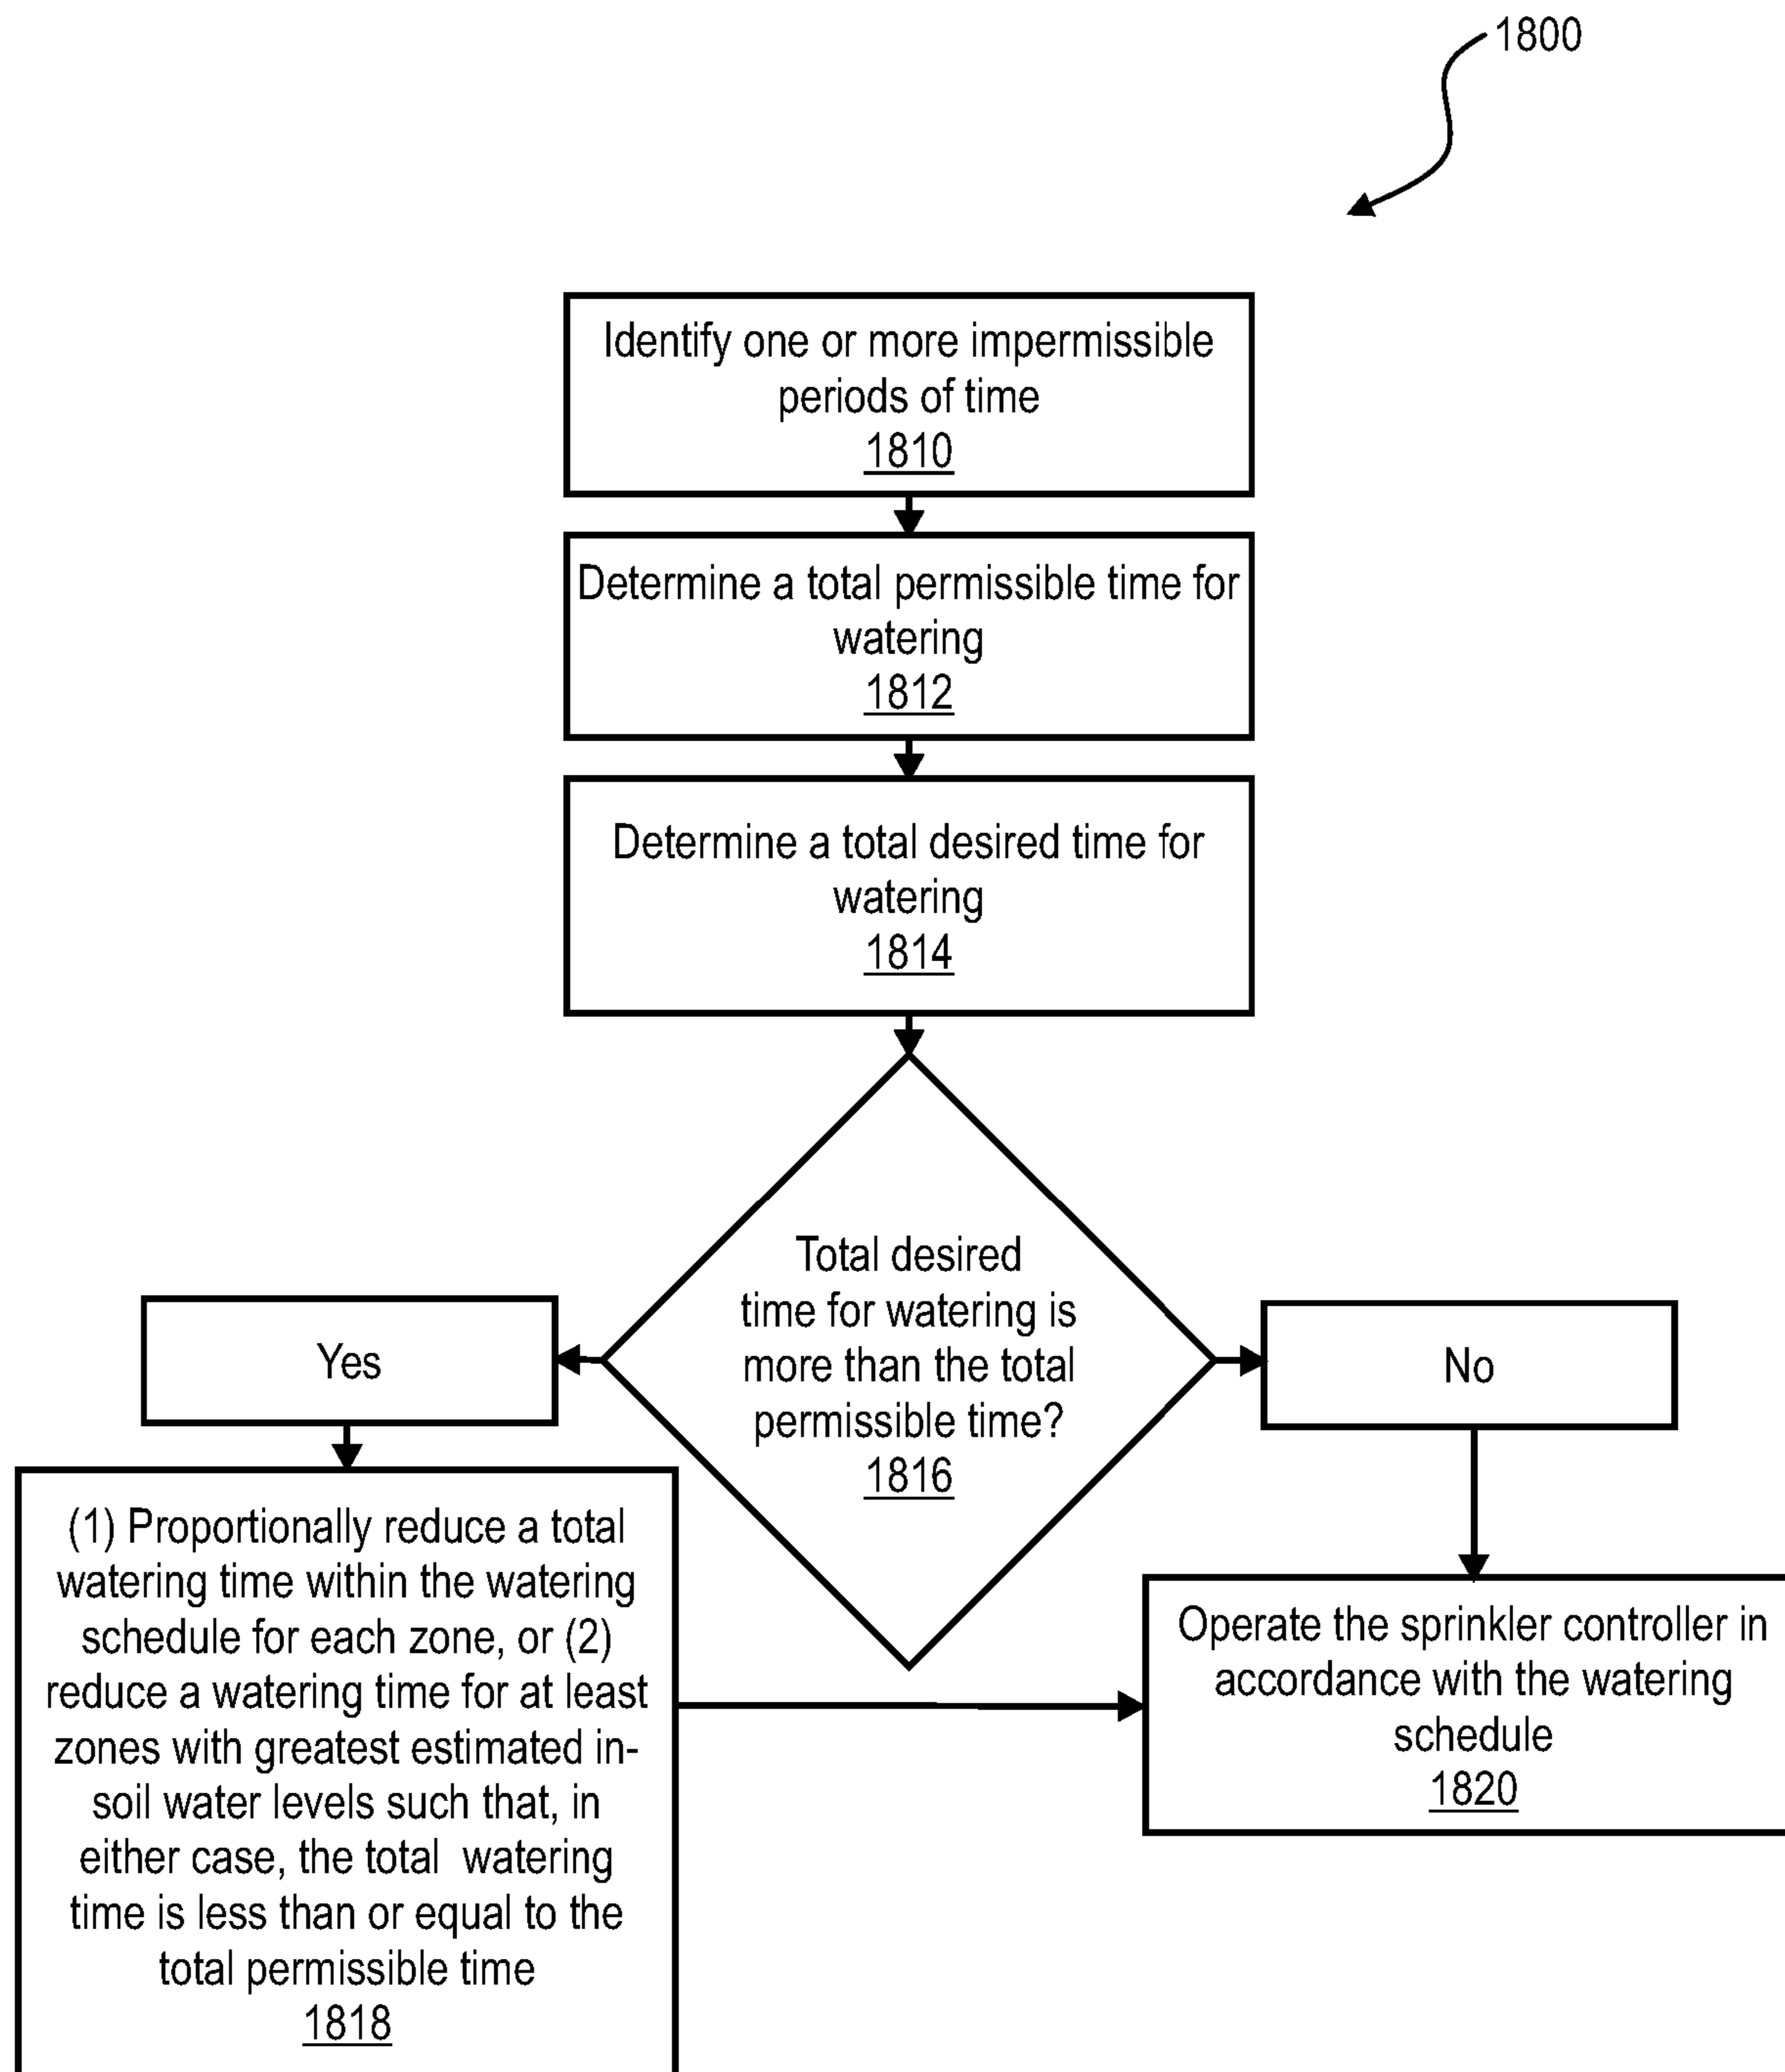 1800
Identify one or more impermissible
periods of time
1810
Determine a total permissible time for
watering
1812
Determine a total desired time for
watering
1814
Total desired
time for watering is
more than the total
permissible time?
1816
Yes
No
(1) Proportionally reduce a total
watering time within the watering
schedule for each zone, or (2)
reduce a watering time for at least
zones with greatest estimated in-
soil water levels such that, in
either case, the total watering
time is less than or equal to the
total permissible time
1818
Operate the sprinkler controller in
accordance with the watering
schedule
1820